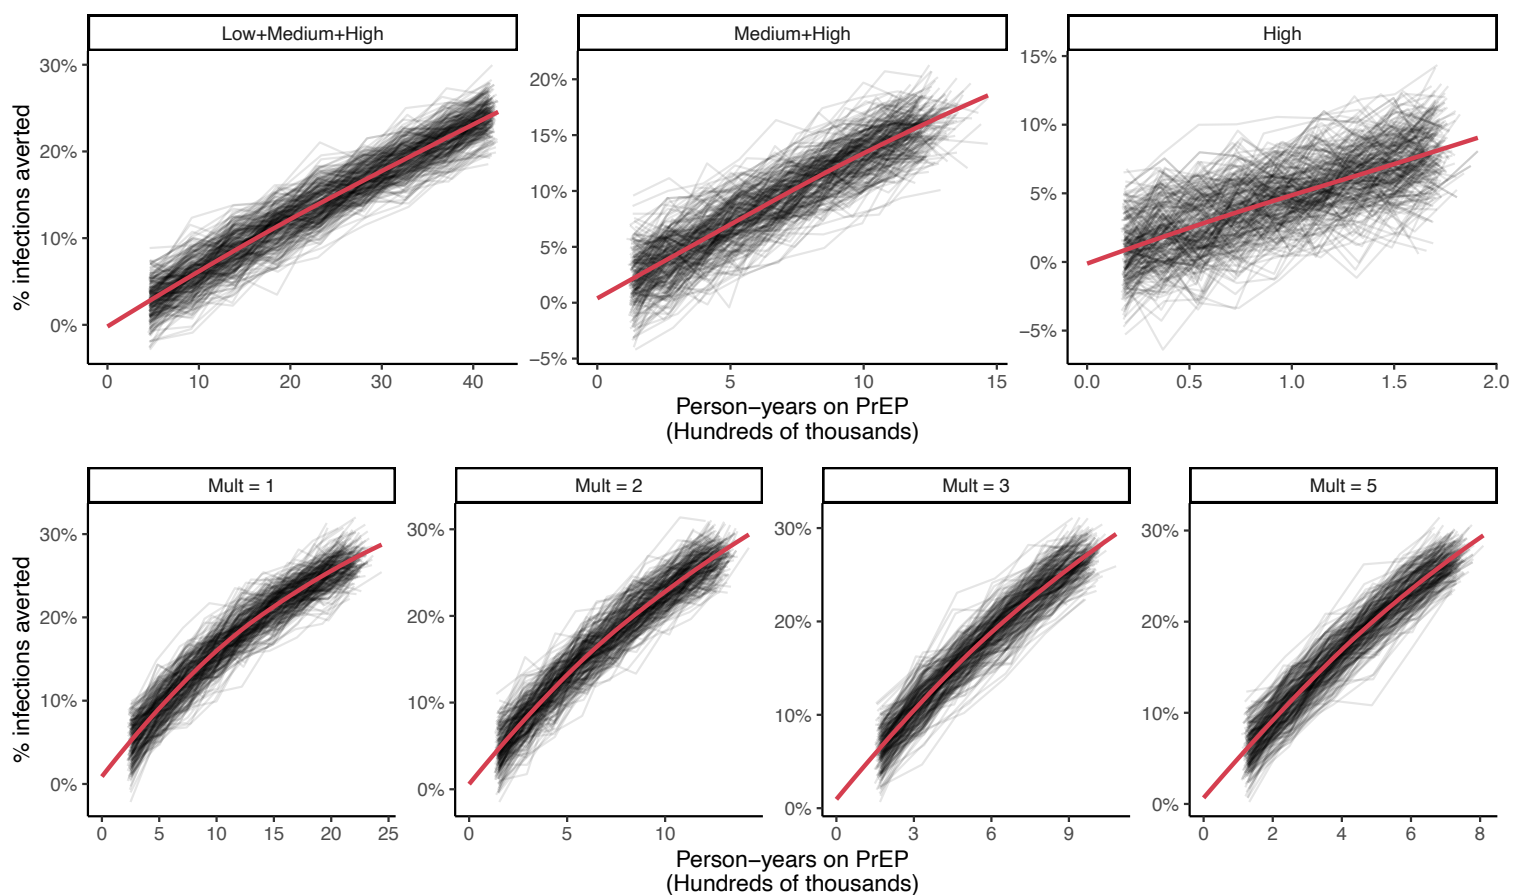 Low+Medium+High
Medium+High
High
% infections averted
30%
20%
10%
0%
20%
15%
10%
5%
0%
−5%
15%
10%
5%
0%
−5%
0 10 20 30 40
0 5 10 15
0.0 0.5 1.0 1.5 2.0
Person−years on PrEP
(Hundreds of thousands)
Mult = 1
Mult = 2
Mult = 3
Mult = 5
% infections averted
30%
20%
10%
0%
30%
20%
10%
0%
30%
20%
10%
0%
30%
20%
10%
0%
0 5 10 15 20 25
0 5 10
0 3 6 9
0 2 4 6 8
Person−years on PrEP
(Hundreds of thousands)